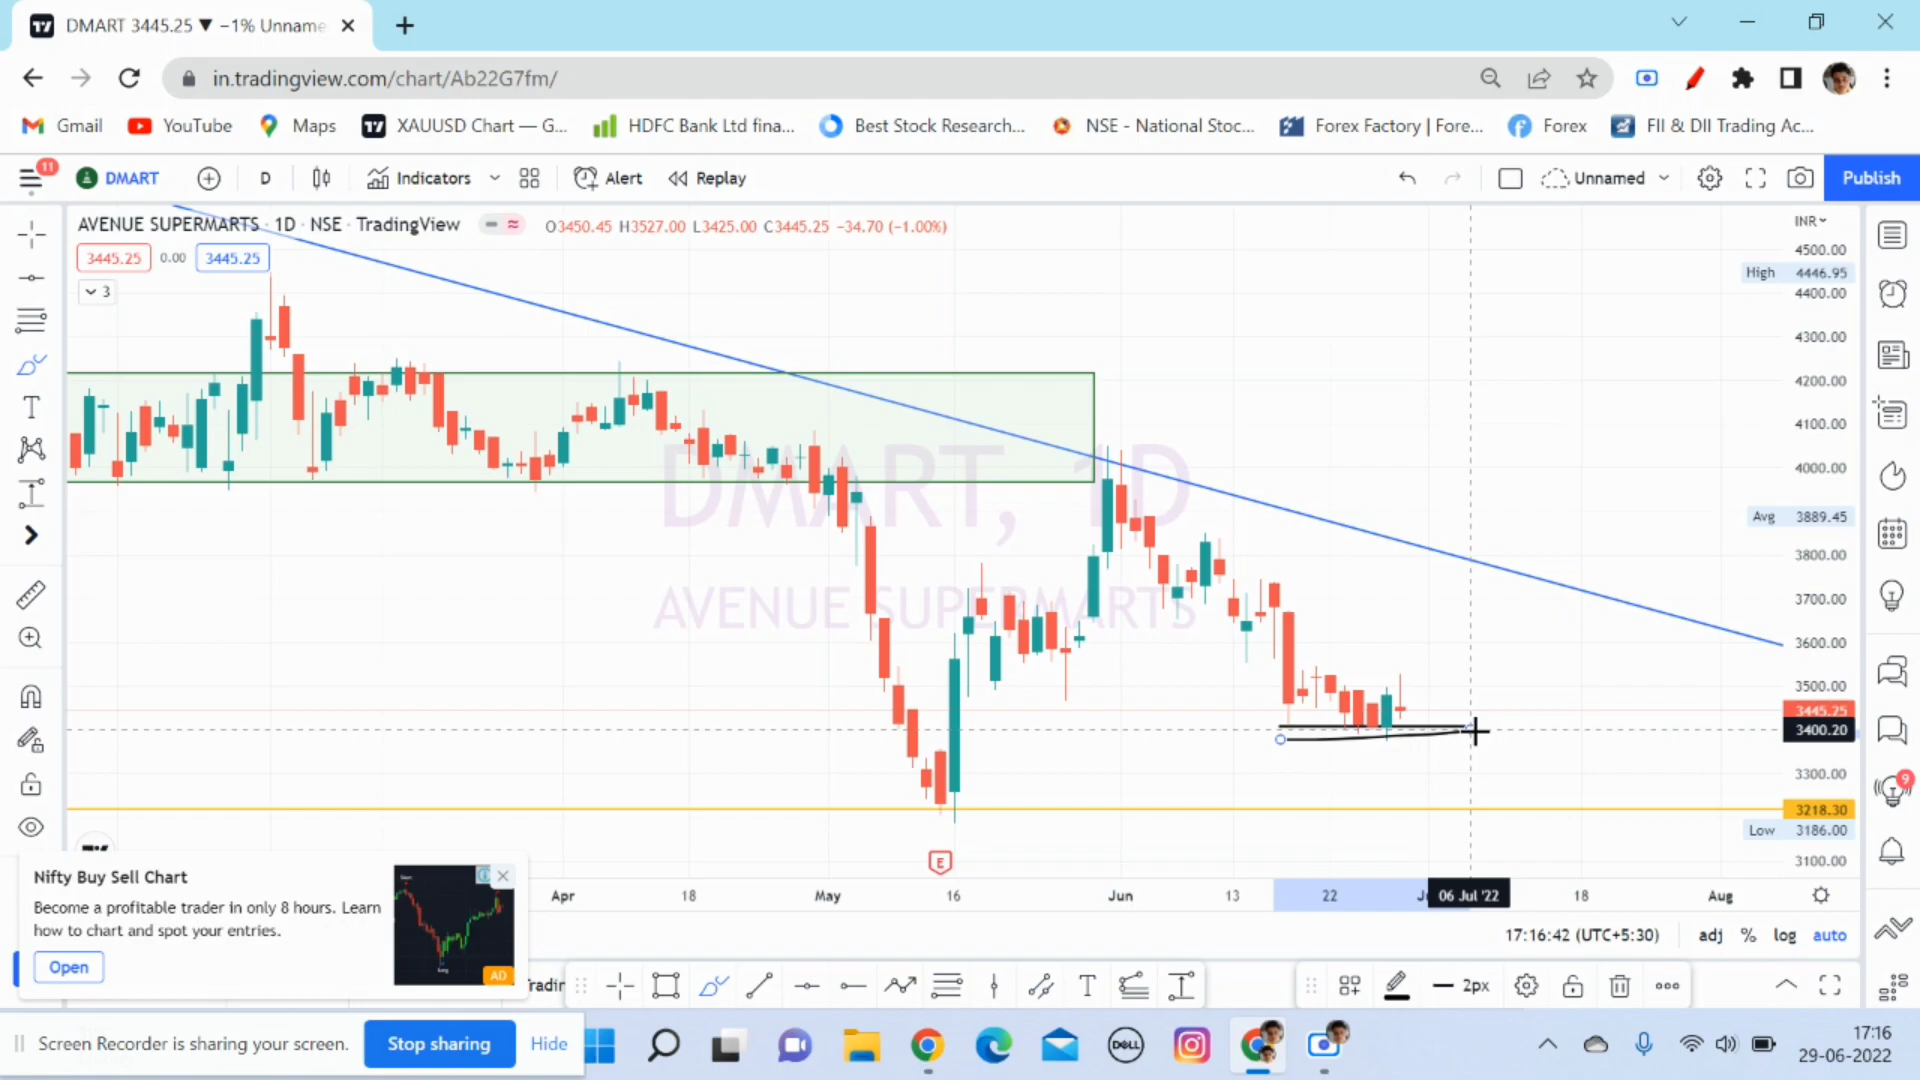 DMART 3445.25 ▼ −1% Unname
in.tradingview.com/chart/Ab22G7fm/
Gmail YouTube Maps XAUUSD Chart — G... HDFC Bank Ltd fina... Best Stock Research... NSE - National Stoc... Forex Factory | Fore... Forex FII & DII Trading Ac...
11 DMART D Indicators Alert Replay Unnamed Publish
AVENUE SUPERMARTS · 1D · NSE · TradingView O3450.45 H3527.00 L3425.00 C3445.25 −34.70 (−1.00%)
INR
3445.25 0.00 3445.25
3
4500.00
High 4446.95
4400.00
4300.00
4200.00
4100.00
4000.00
Avg 3889.45
3800.00
3700.00
3600.00
3500.00
3445.25
3400.20
3300.00
3218.30
Low 3186.00
3100.00
DMART, 1D
AVENUE SUPERMARTS
E
9
Apr 18 May 16 Jun 13 22 06 Jul '22 18 Aug
Nifty Buy Sell Chart
Become a profitable trader in only 8 hours. Learn
how to chart and spot your entries.
Open
AD
17:16:42 (UTC+5:30) adj % log auto
2px
Screen Recorder is sharing your screen. Stop sharing Hide
DELL
17:16
29-06-2022